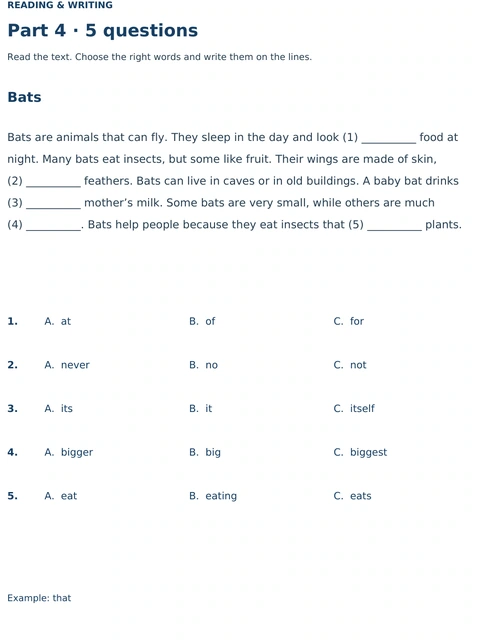 READING & WRITING
Part 4 · 5 questions
Read the text. Choose the right words and write them on the lines.
Bats
Bats are animals that can fly. They sleep in the day and look (1) __________ food at
night. Many bats eat insects, but some like fruit. Their wings are made of skin,
(2) __________ feathers. Bats can live in caves or in old buildings. A baby bat drinks
(3) __________ mother’s milk. Some bats are very small, while others are much
(4) __________. Bats help people because they eat insects that (5) __________ plants.
1. A. at B. of C. for
2. A. never B. no C. not
3. A. its B. it C. itself
4. A. bigger B. big C. biggest
5. A. eat B. eating C. eats
Example: that